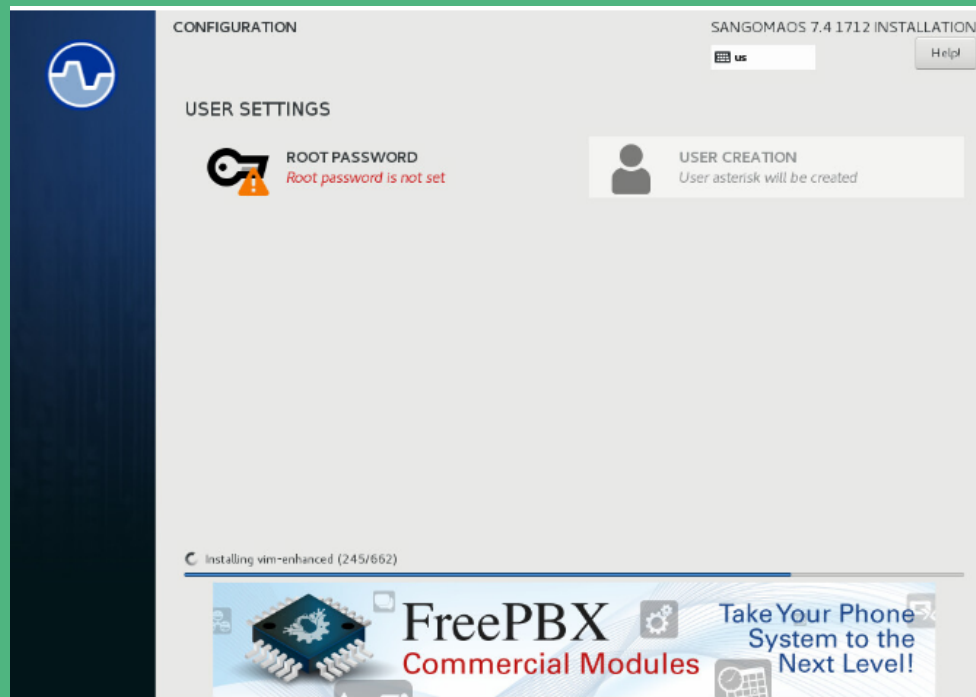 CONFIGURATION
SANGOMAOS 7.4 1712 INSTALLATION
us
Help!
USER SETTINGS
ROOT PASSWORD
Root password is not set
USER CREATION
User asterisk will be created
Installing vim-enhanced (245/662)
FreePBX
Commercial Modules
Take Your Phone
System to the
Next Level!